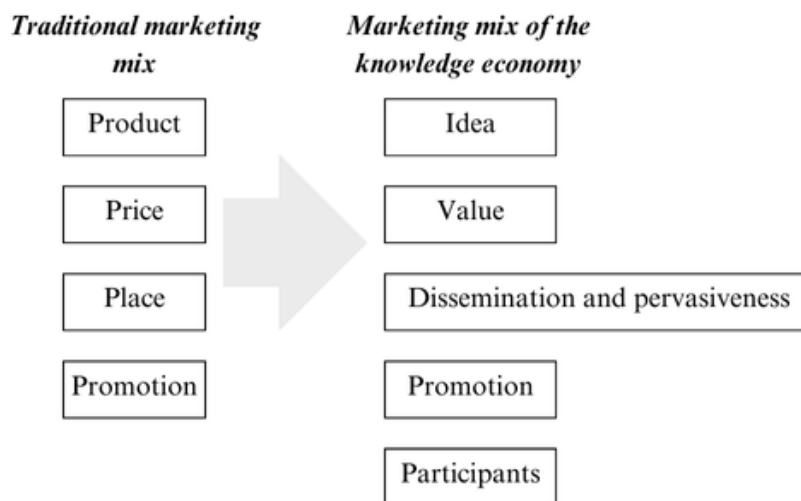 Traditional marketing
mix
Marketing mix of the
knowledge economy
Product
Idea
Price
Value
Place
Dissemination and pervasiveness
Promotion
Promotion
Participants